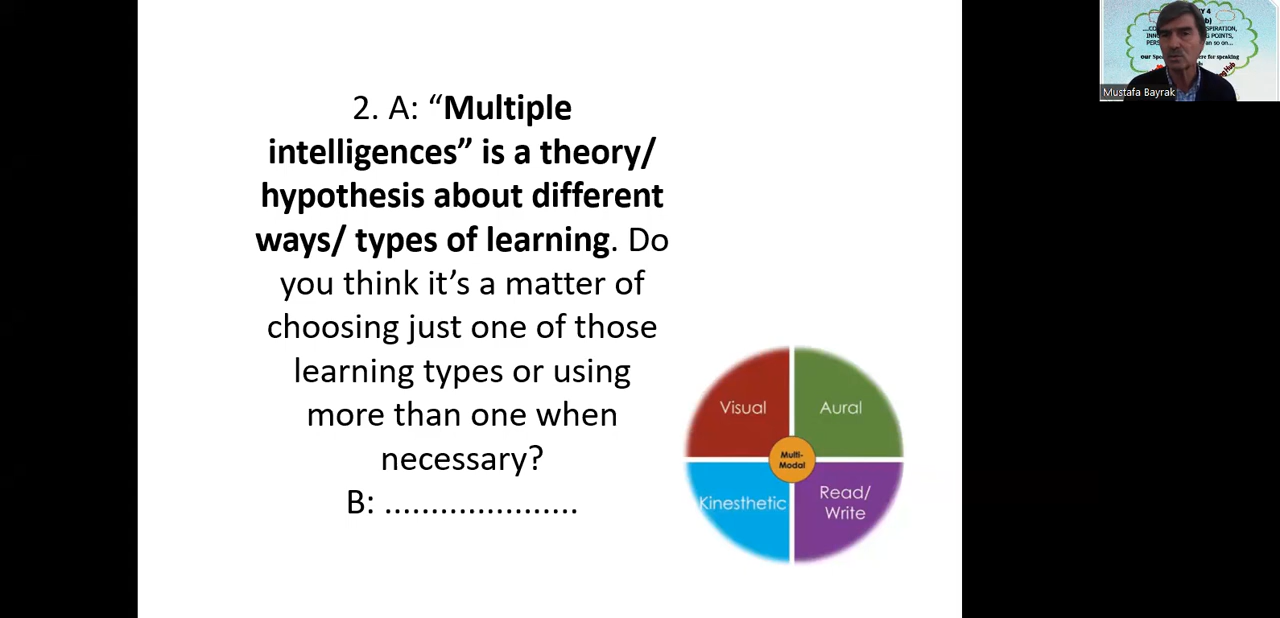 2. A: “Multiple
intelligences” is a theory/
hypothesis about different
ways/ types of learning. Do
you think it’s a matter of
choosing just one of those
learning types or using
more than one when
necessary?
B: .....................
Visual
Aural
Multi-
Modal
Kinesthetic
Read/
Write
Mustafa Bayrak